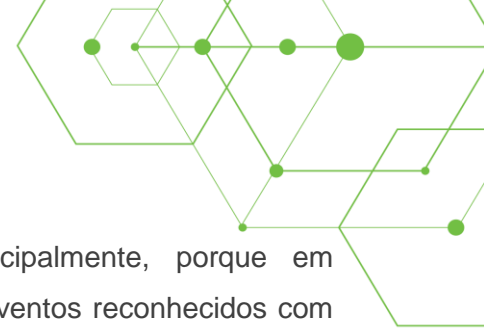 cipalmente, porque em
ventos reconhecidos com